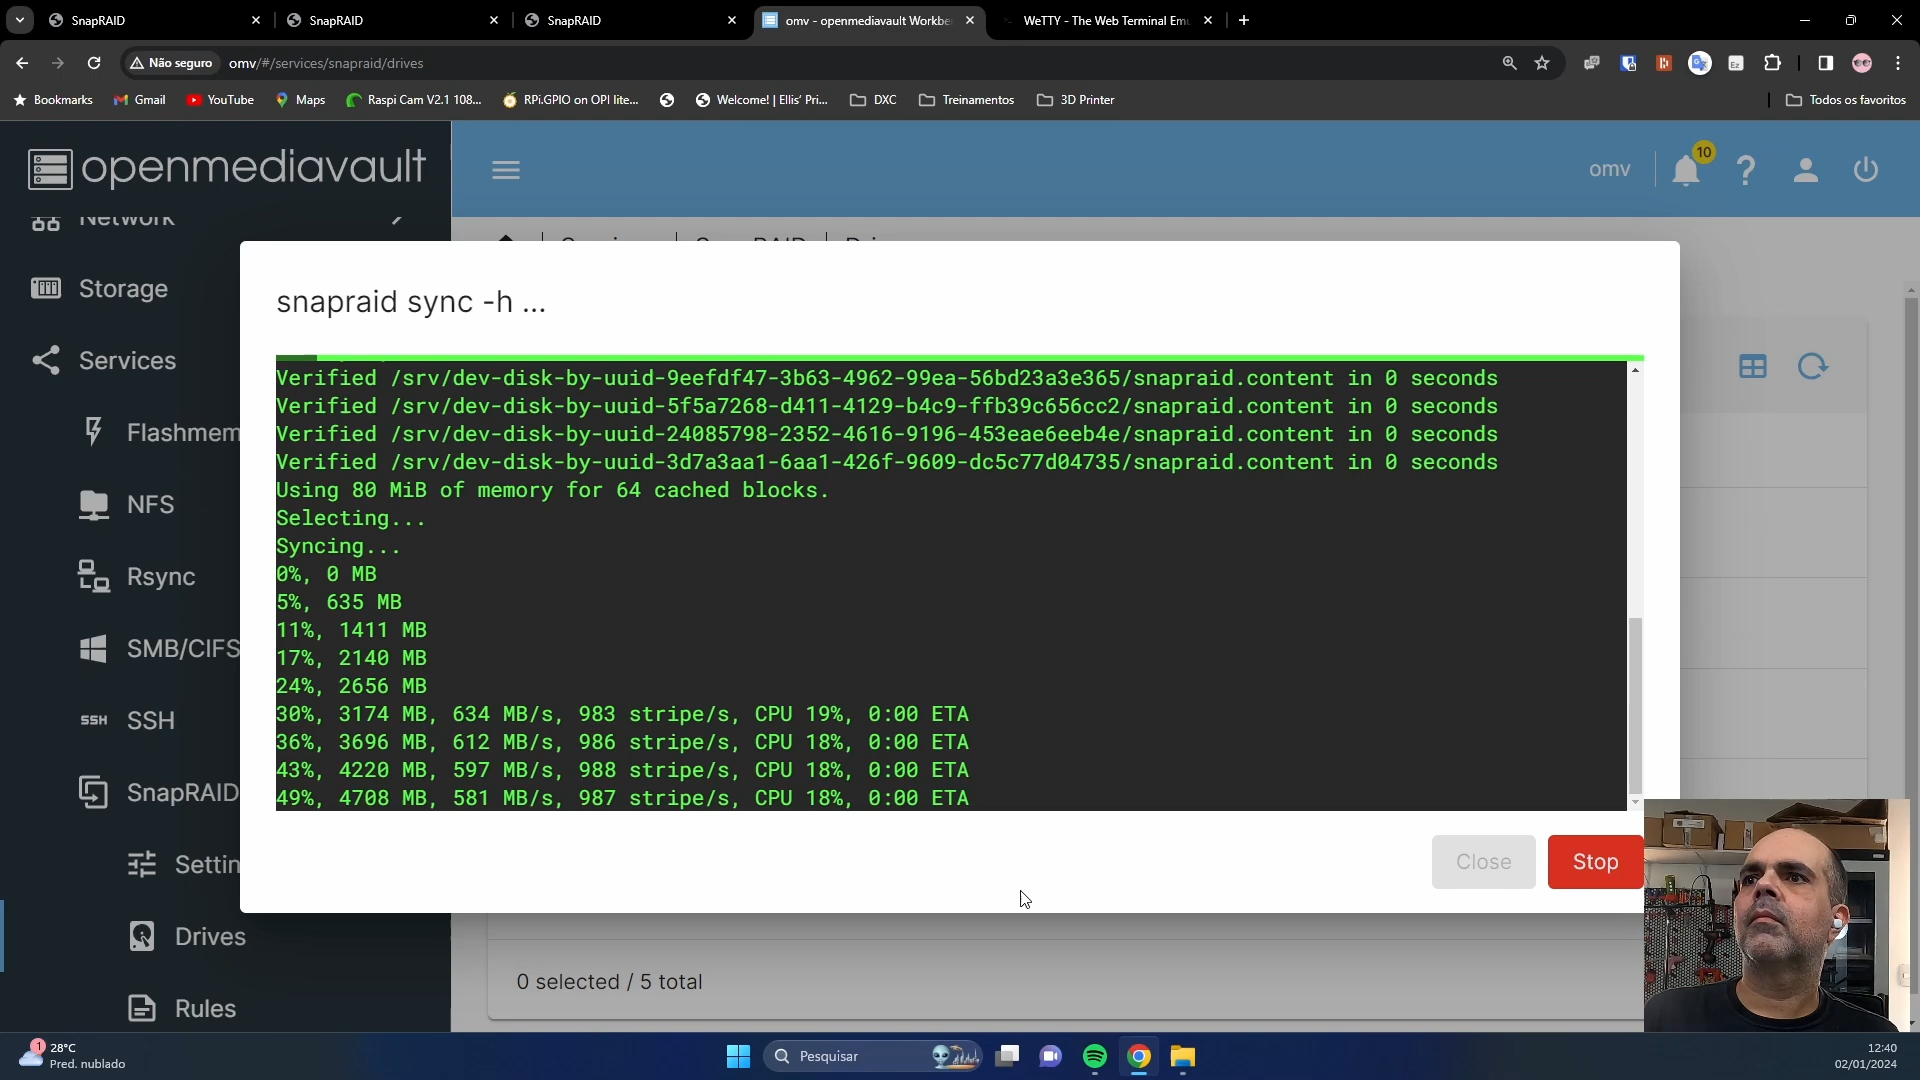 SnapRAID
SnapRAID
SnapRAID
omv - openmediavault Workbe
WeTTY - The Web Terminal Emu
Não seguro
omv/#/services/snapraid/drives
Bookmarks
Gmail
YouTube
Maps
Raspi Cam V2.1 108...
RPi.GPIO on OPI lite...
Welcome! | Ellis' Pri...
DXC
Treinamentos
3D Printer
Todos os favoritos
openmediavault
omv
10
Network
Storage
Services
Flashmem
NFS
Rsync
SMB/CIFS
SSH
SSH
SnapRAID
Settin
Drives
Rules
snapraid sync -h ...
Verified /srv/dev-disk-by-uuid-9eefdf47-3b63-4962-99ea-56bd23a3e365/snapraid.content in 0 seconds
Verified /srv/dev-disk-by-uuid-5f5a7268-d411-4129-b4c9-ffb39c656cc2/snapraid.content in 0 seconds
Verified /srv/dev-disk-by-uuid-24085798-2352-4616-9196-453eae6eeb4e/snapraid.content in 0 seconds
Verified /srv/dev-disk-by-uuid-3d7a3aa1-6aa1-426f-9609-dc5c77d04735/snapraid.content in 0 seconds
Using 80 MiB of memory for 64 cached blocks.
Selecting...
Syncing...
0%, 0 MB
5%, 635 MB
11%, 1411 MB
17%, 2140 MB
24%, 2656 MB
30%, 3174 MB, 634 MB/s, 983 stripe/s, CPU 19%, 0:00 ETA
36%, 3696 MB, 612 MB/s, 986 stripe/s, CPU 18%, 0:00 ETA
43%, 4220 MB, 597 MB/s, 988 stripe/s, CPU 18%, 0:00 ETA
49%, 4708 MB, 581 MB/s, 987 stripe/s, CPU 18%, 0:00 ETA
Close
Stop
0 selected / 5 total
1
28°C
Pred. nublado
Pesquisar
12:40
02/01/2024